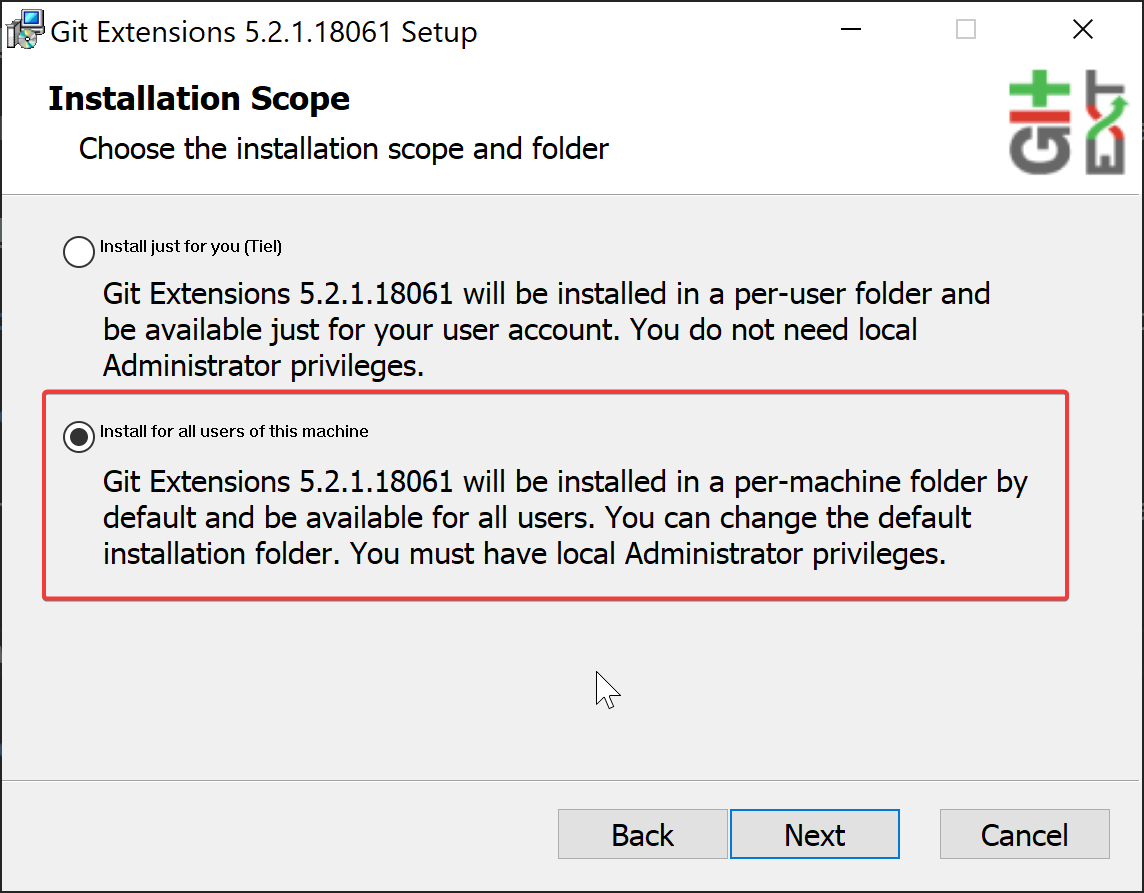 Git Extensions 5.2.1.18061 Setup
Installation Scope
Choose the installation scope and folder
GIt
EXT
Install just for you (Tiel)
Git Extensions 5.2.1.18061 will be installed in a per-user folder and
be available just for your user account. You do not need local
Administrator privileges.
Install for all users of this machine
Git Extensions 5.2.1.18061 will be installed in a per-machine folder by
default and be available for all users. You can change the default
installation folder. You must have local Administrator privileges.
Back
Next
Cancel